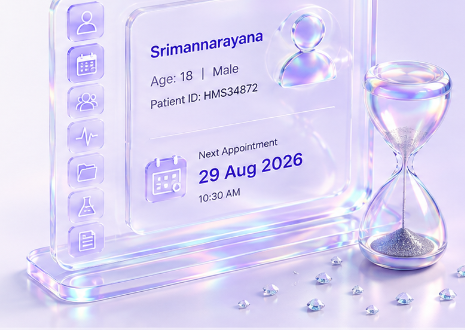 Srimannarayana
Age: 18 | Male
Patient ID: HMS34872
Next Appointment
29 Aug 2026
10:30 AM